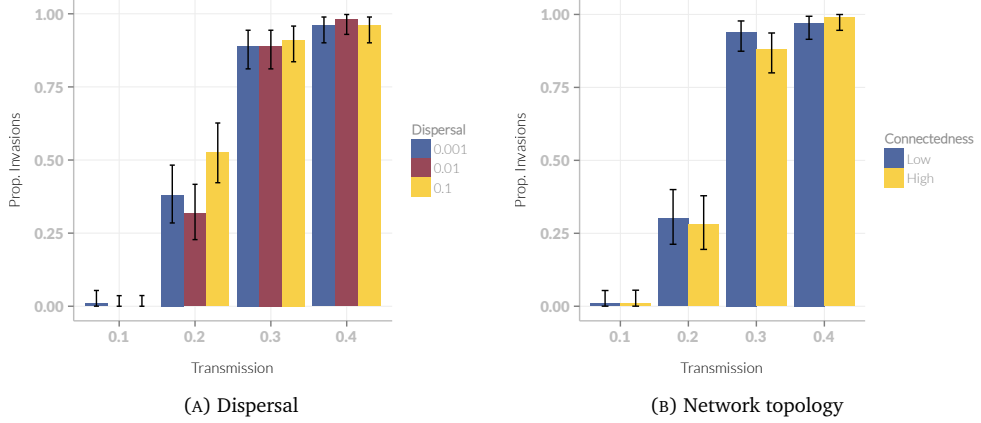 1.00
0.75
0.50
0.25
0.00
Prop. Invasions
0.1
0.2
0.3
0.4
Transmission
Dispersal
0.001
0.01
0.1
(A) Dispersal
1.00
0.75
0.50
0.25
0.00
Prop. Invasions
0.1
0.2
0.3
0.4
Transmission
Connectedness
Low
High
(B) Network topology